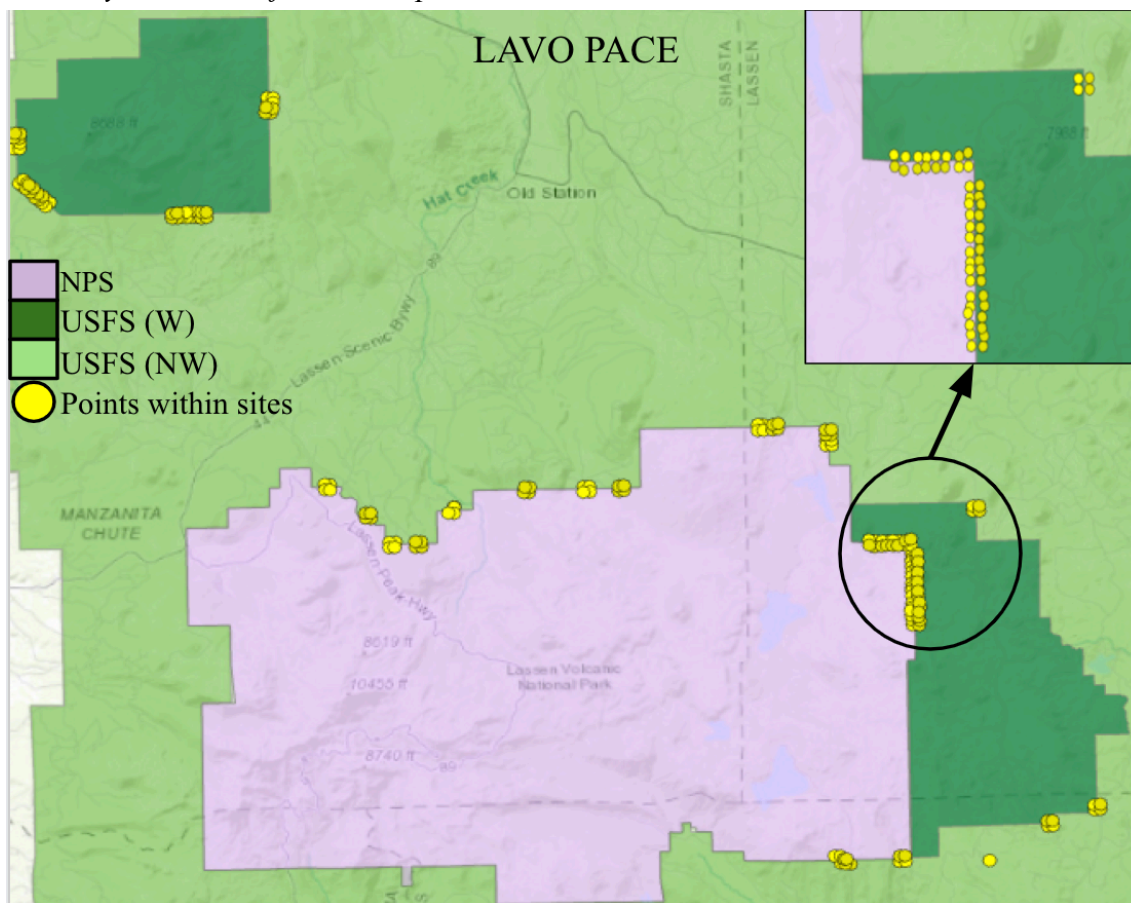 LAVO PACE
SHASTA
LASSEN
8683 ft
7988 ft
Hat Creek
Old Station
89
NPS
USFS (W)
USFS (NW)
Points within sites
Lassen Scenic Bywy
44
MANZANITA
CHUTE
Lassen Peak Hwy
8619 ft
Lassen Volcanic
National Park
10455 ft
8740 ft
89